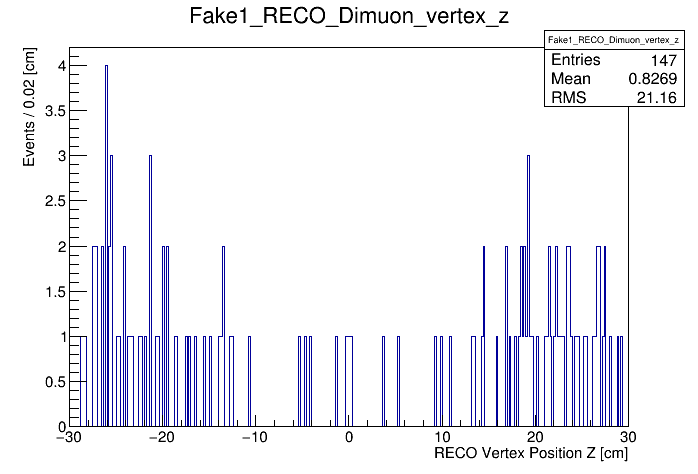 Fake1_RECO_Dimuon_vertex_z
Fake1_RECO_Dimuon_vertex_z
Entries 147
Mean 0.8269
RMS 21.16
Events / 0.02 [cm]
4
3.5
3
2.5
2
1.5
1
0.5
0
−30 −20 −10 0 10 20 30
RECO Vertex Position Z [cm]